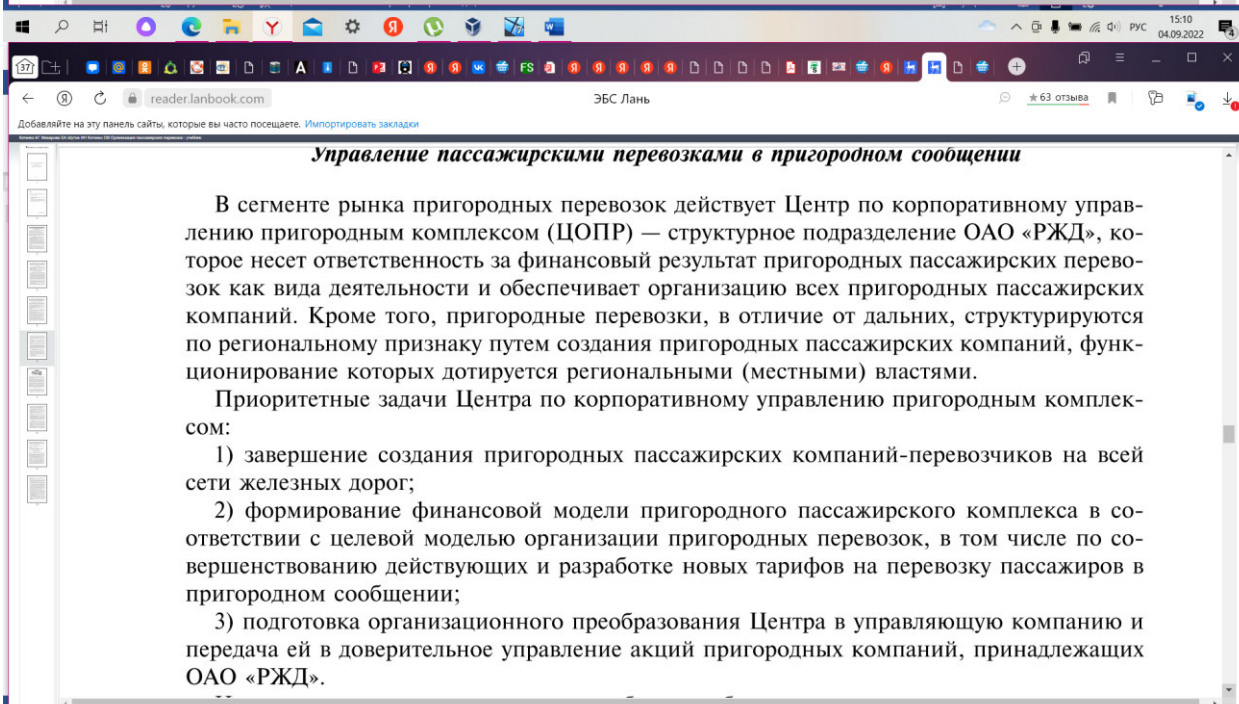 15:10
РУС
04.09.2022
4
37
FS
A
reader.lanbook.com
ЭБС Лань
★ 63 отзыва
Добавляйте на эту панель сайты, которые вы часто посещаете. Импортировать закладки
Управление пассажирскими перевозками в пригородном сообщении
В сегменте рынка пригородных перевозок действует Центр по корпоративному управ-
лению пригородным комплексом (ЦОПР) — структурное подразделение ОАО «РЖД», ко-
торое несет ответственность за финансовый результат пригородных пассажирских перево-
зок как вида деятельности и обеспечивает организацию всех пригородных пассажирских
компаний. Кроме того, пригородные перевозки, в отличие от дальних, структурируются
по региональному признаку путем создания пригородных пассажирских компаний, функ-
ционирование которых дотируется региональными (местными) властями.
Приоритетные задачи Центра по корпоративному управлению пригородным комплек-
сом:
1) завершение создания пригородных пассажирских компаний-перевозчиков на всей
сети железных дорог;
2) формирование финансовой модели пригородного пассажирского комплекса в со-
ответствии с целевой моделью организации пригородных перевозок, в том числе по со-
вершенствованию действующих и разработке новых тарифов на перевозку пассажиров в
пригородном сообщении;
3) подготовка организационного преобразования Центра в управляющую компанию и
передача ей в доверительное управление акций пригородных компаний, принадлежащих
ОАО «РЖД».